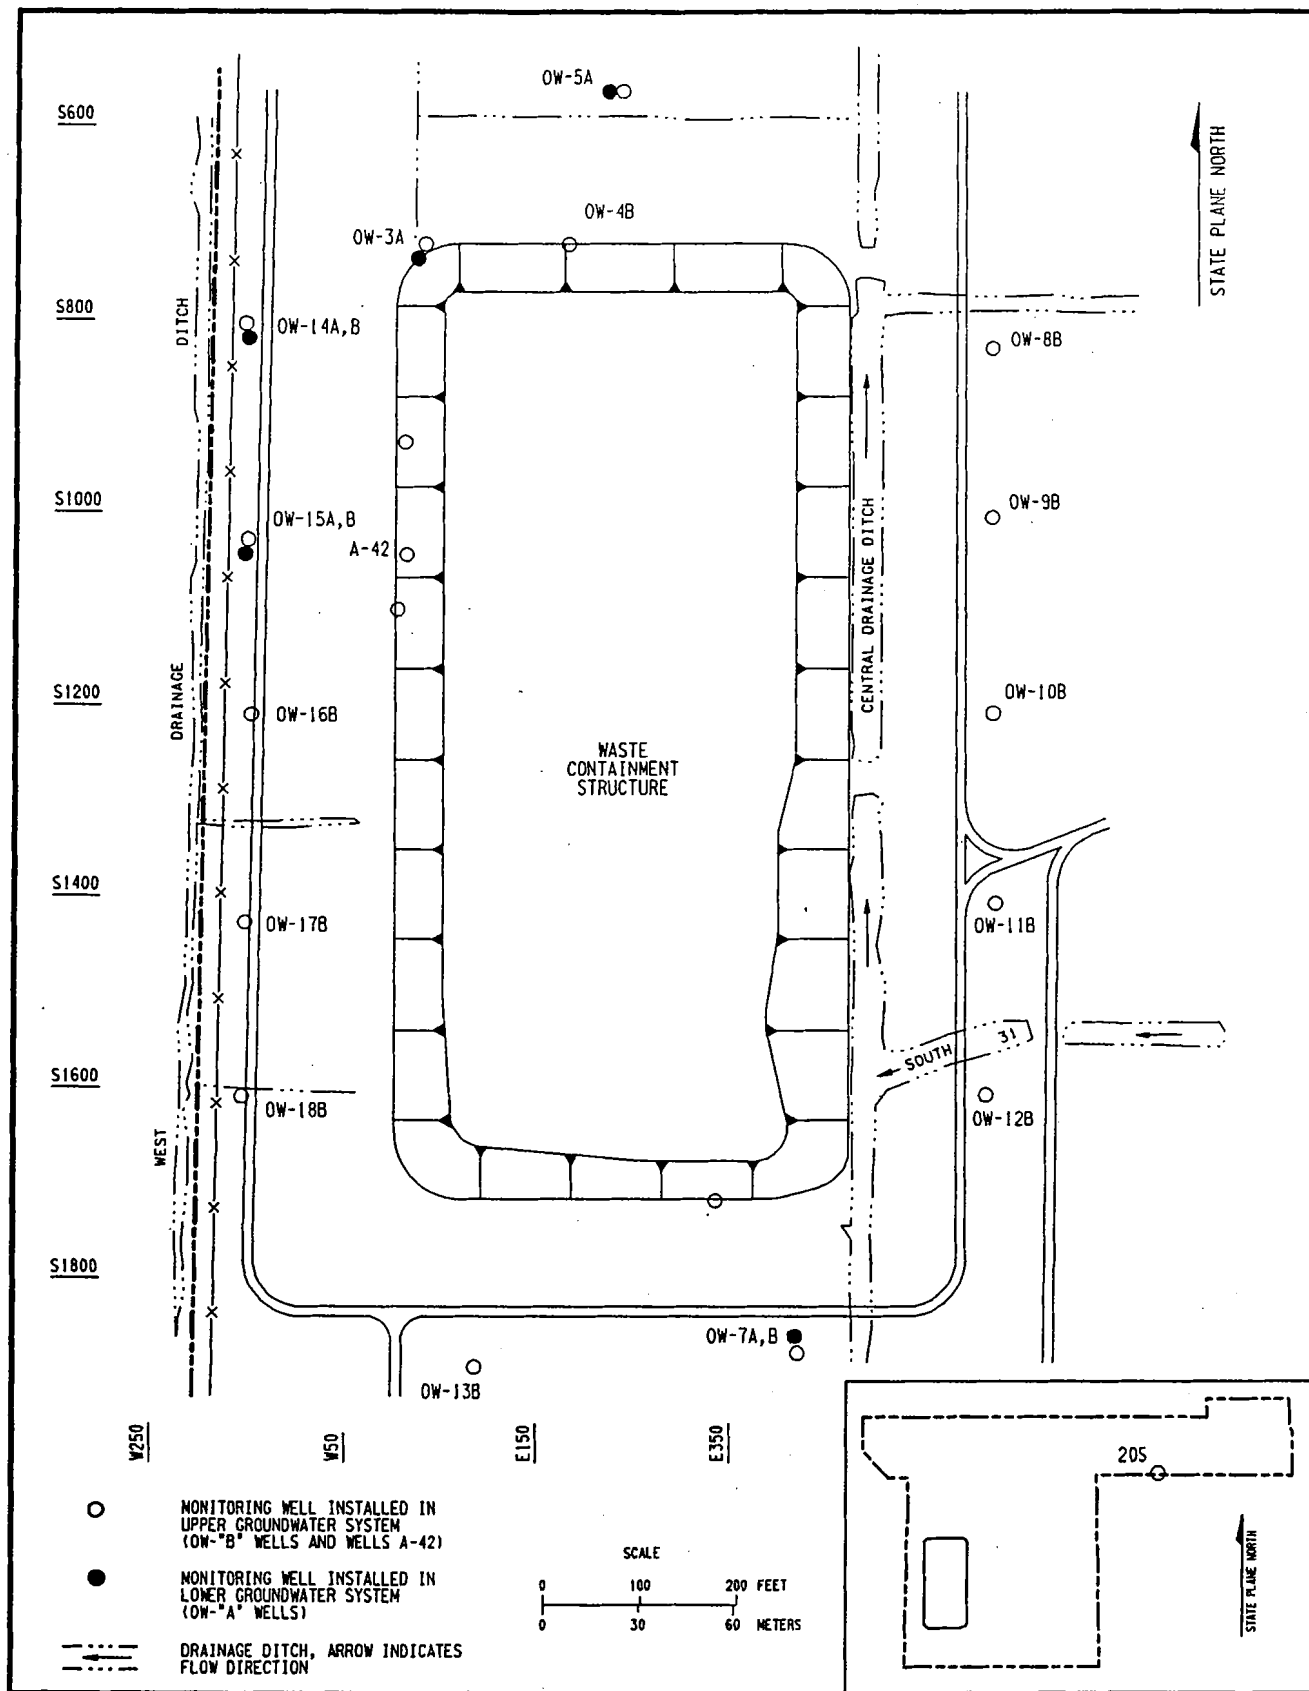 OW-5A
S600
STATE PLANE NORTH
OW-4B
OW-3A
S800
DITCH
OW-14A,B
OW-8B
S1000
OW-15A,B
OW-9B
A-42
CENTRAL DRAINAGE DITCH
S1200
DRAINAGE
OW-16B
OW-10B
WASTE
CONTAINMENT
STRUCTURE
S1400
OW-17B
OW-11B
SOUTH 31
S1600
OW-18B
OW-12B
WEST
S1800
OW-7A,B
OW-13B
W250
W50
E150
E350
20S
STATE PLANE NORTH
MONITORING WELL INSTALLED IN
UPPER GROUNDWATER SYSTEM
(OW-"B" WELLS AND WELLS A-42)
MONITORING WELL INSTALLED IN
LOWER GROUNDWATER SYSTEM
(OW-"A" WELLS)
DRAINAGE DITCH, ARROW INDICATES
FLOW DIRECTION
SCALE
0 100 200 FEET
0 30 60 METERS